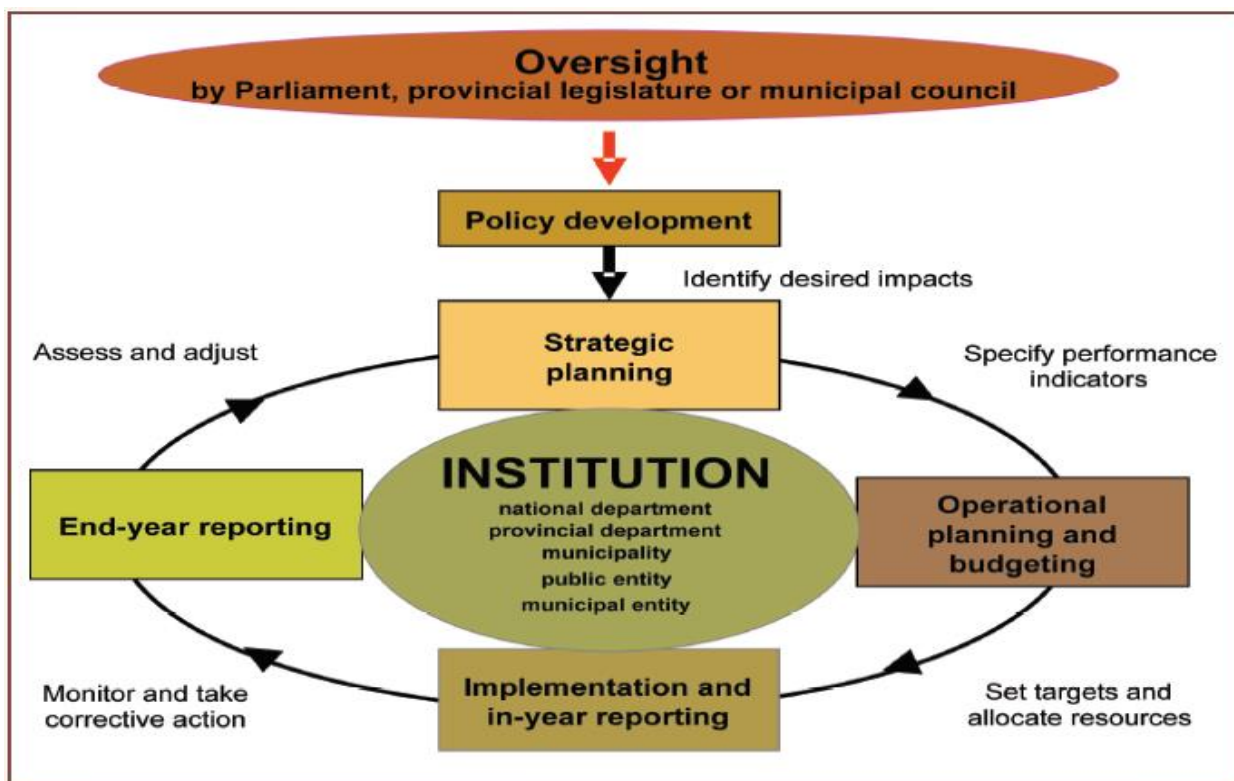 Oversight
by Parliament, provincial legislature or municipal council
Policy development
Identify desired impacts
Strategic
planning
Assess and adjust
Specify performance
indicators
INSTITUTION
national department
provincial department
municipality
public entity
municipal entity
End-year reporting
Operational
planning and
budgeting
Implementation and
in-year reporting
Monitor and take
corrective action
Set targets and
allocate resources